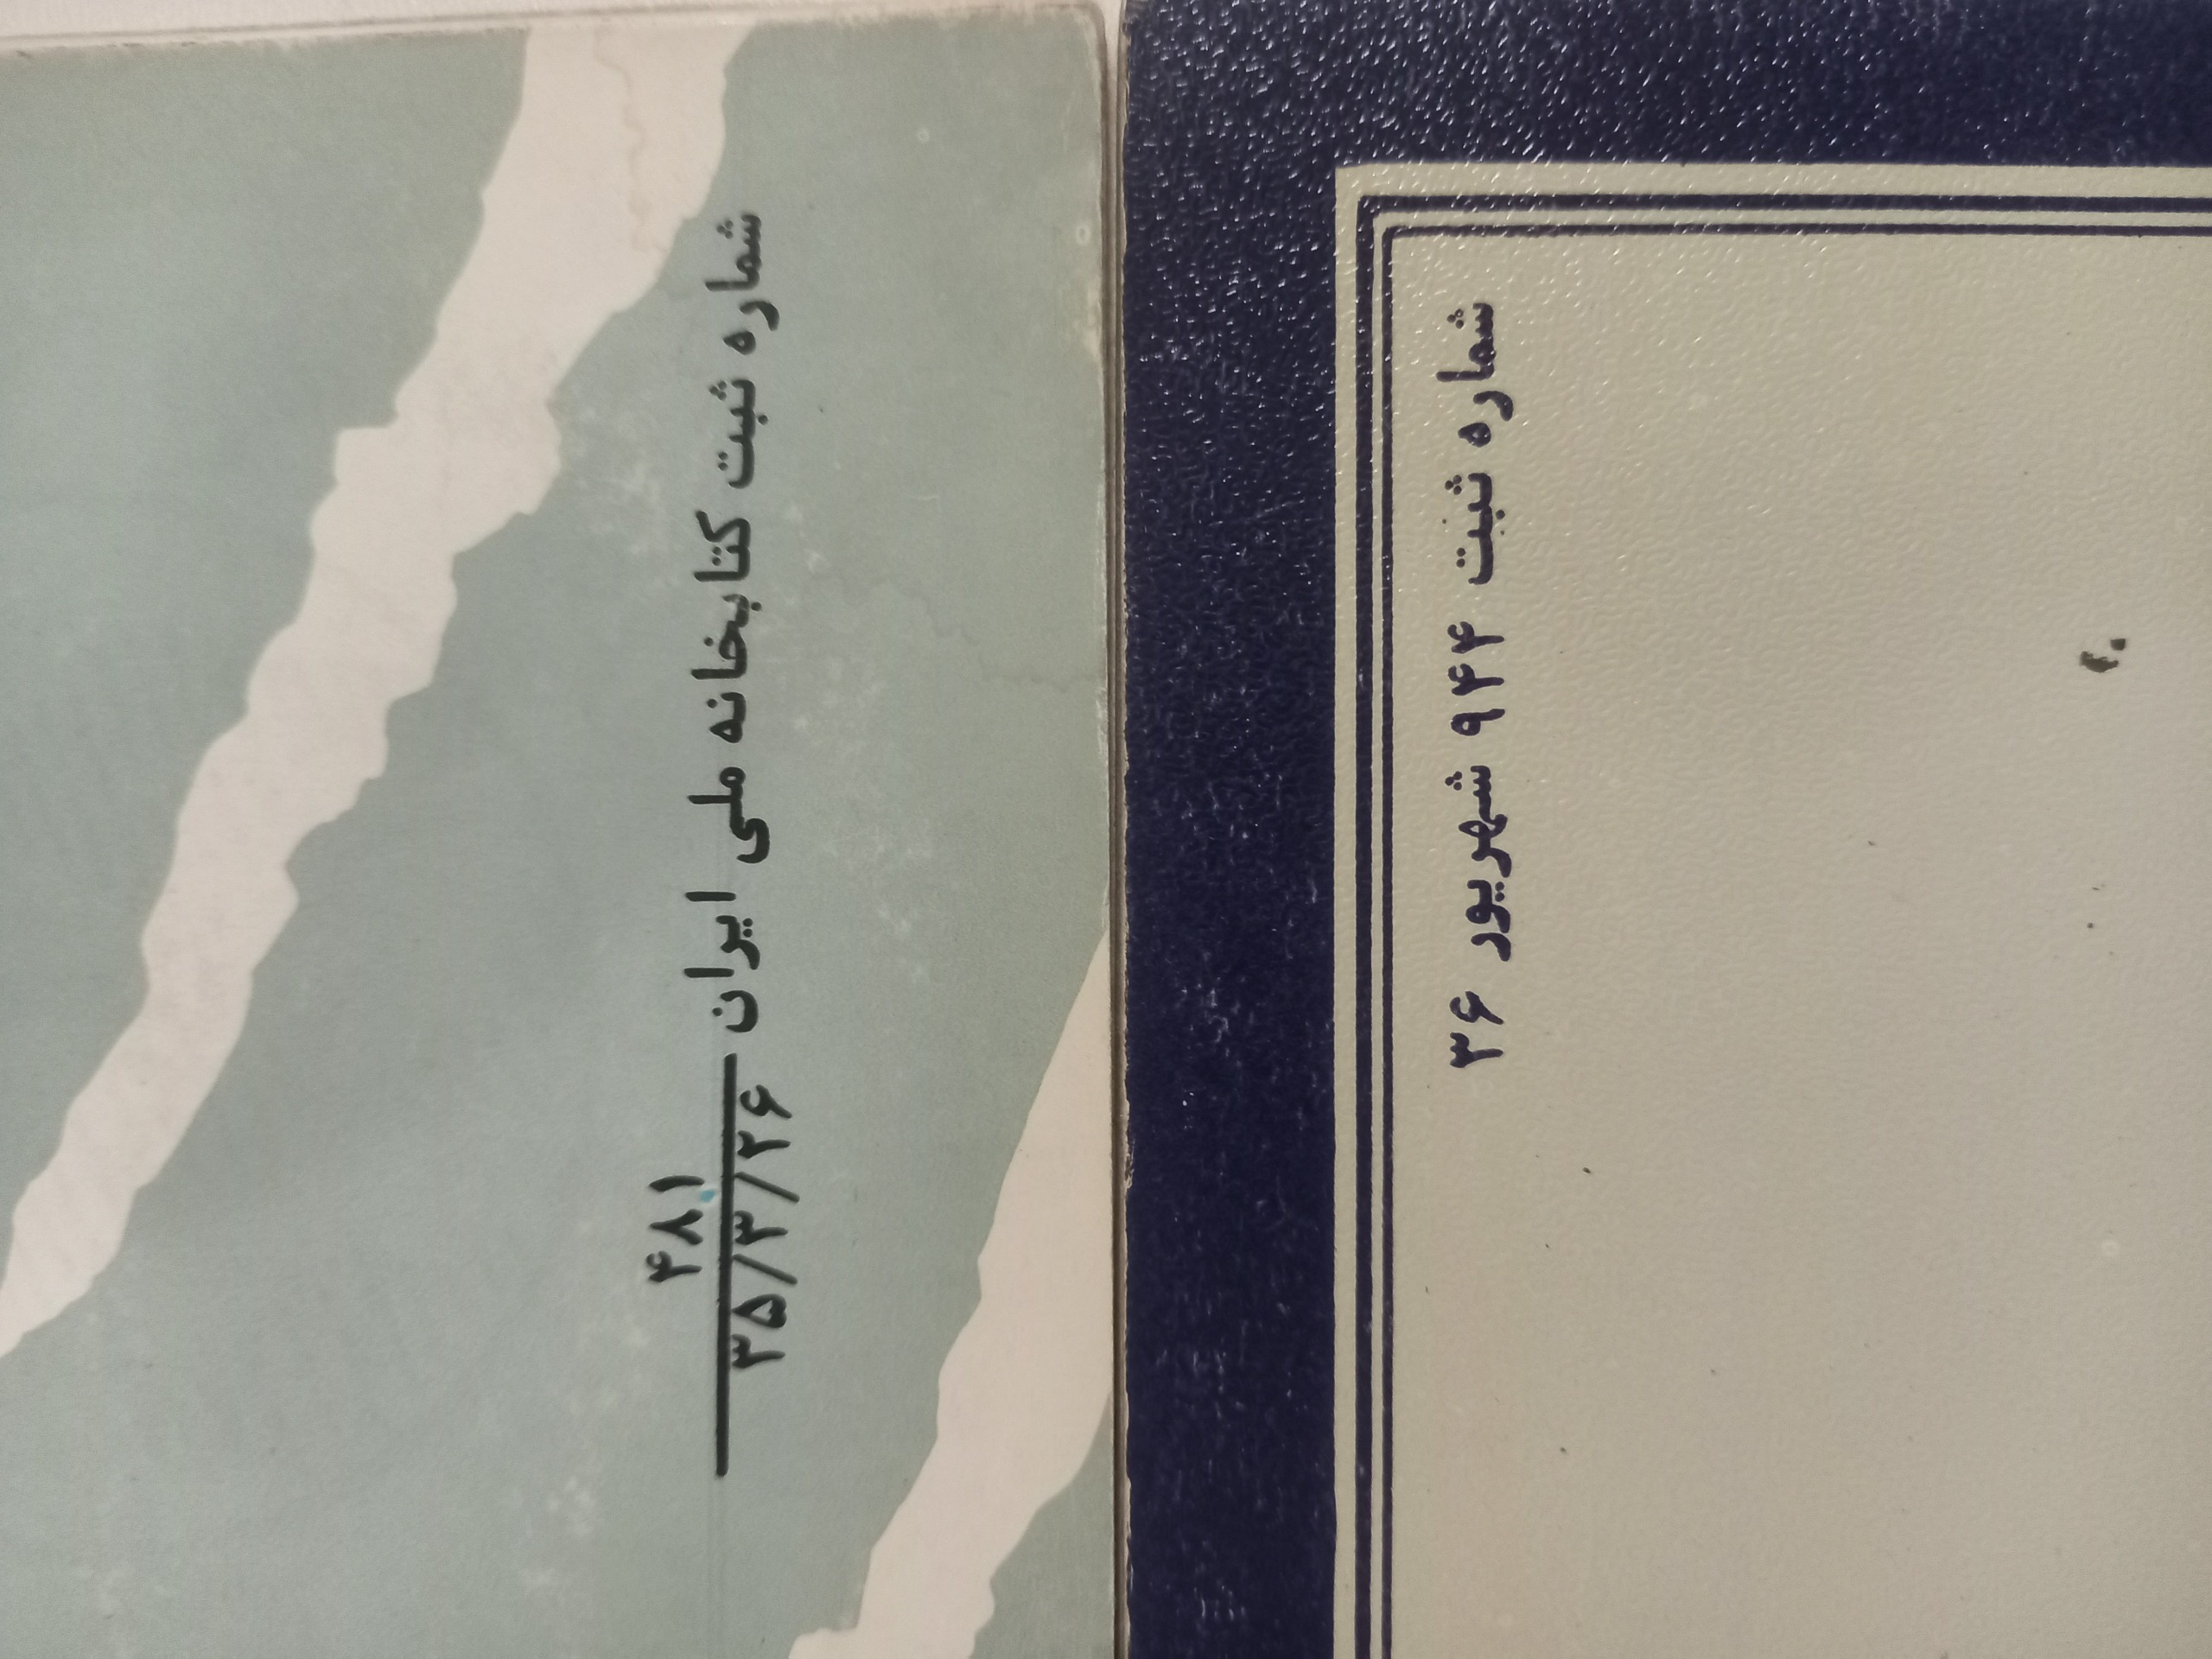 ۴۸۱
شماره ثبت کتابخانه ملی ایران
۳۵/۳/۲۶
شماره ثبت ۹۴۴ شهریور ۳۶